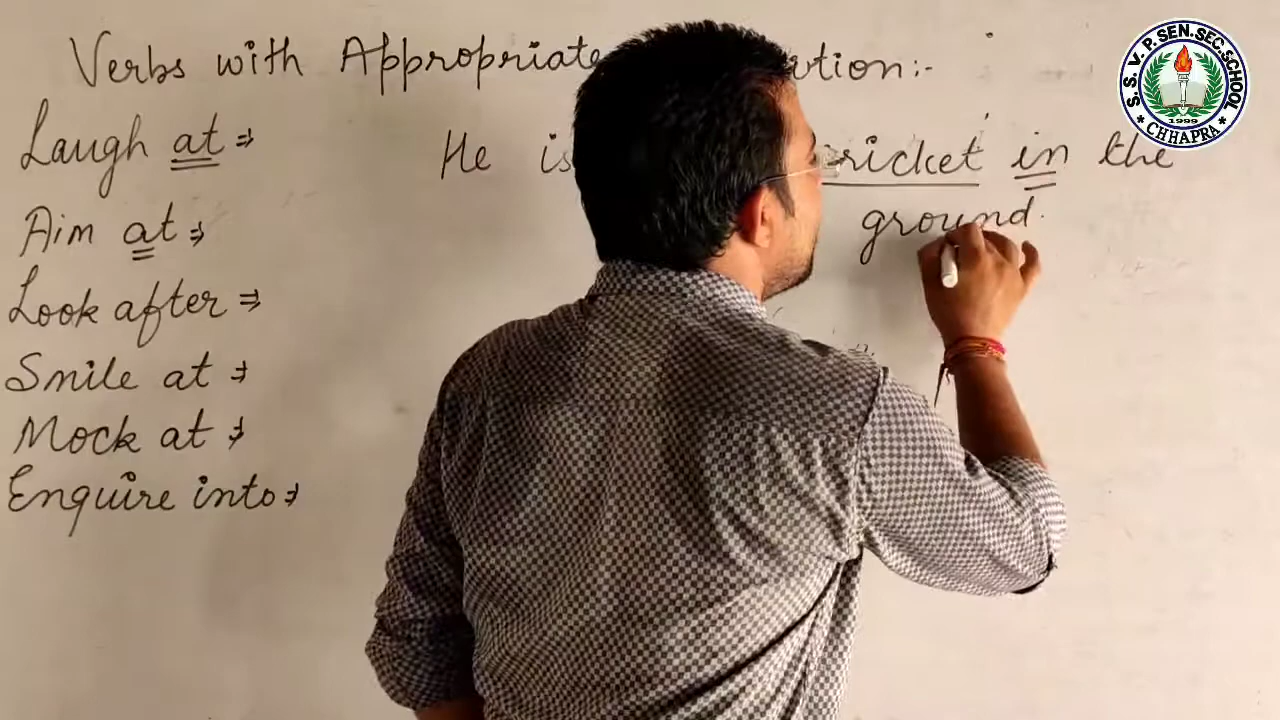 Verbs with Appropriate :-
Laugh at ⇒
He is cricket in the
ground.
Aim at ⇒
Look after ⇒
Smile at ⇒
Mock at ⇒
Enquire into ⇒
S. S. V. P. SEN. SEC. SCHOOL
1999
* CHHAPRA *